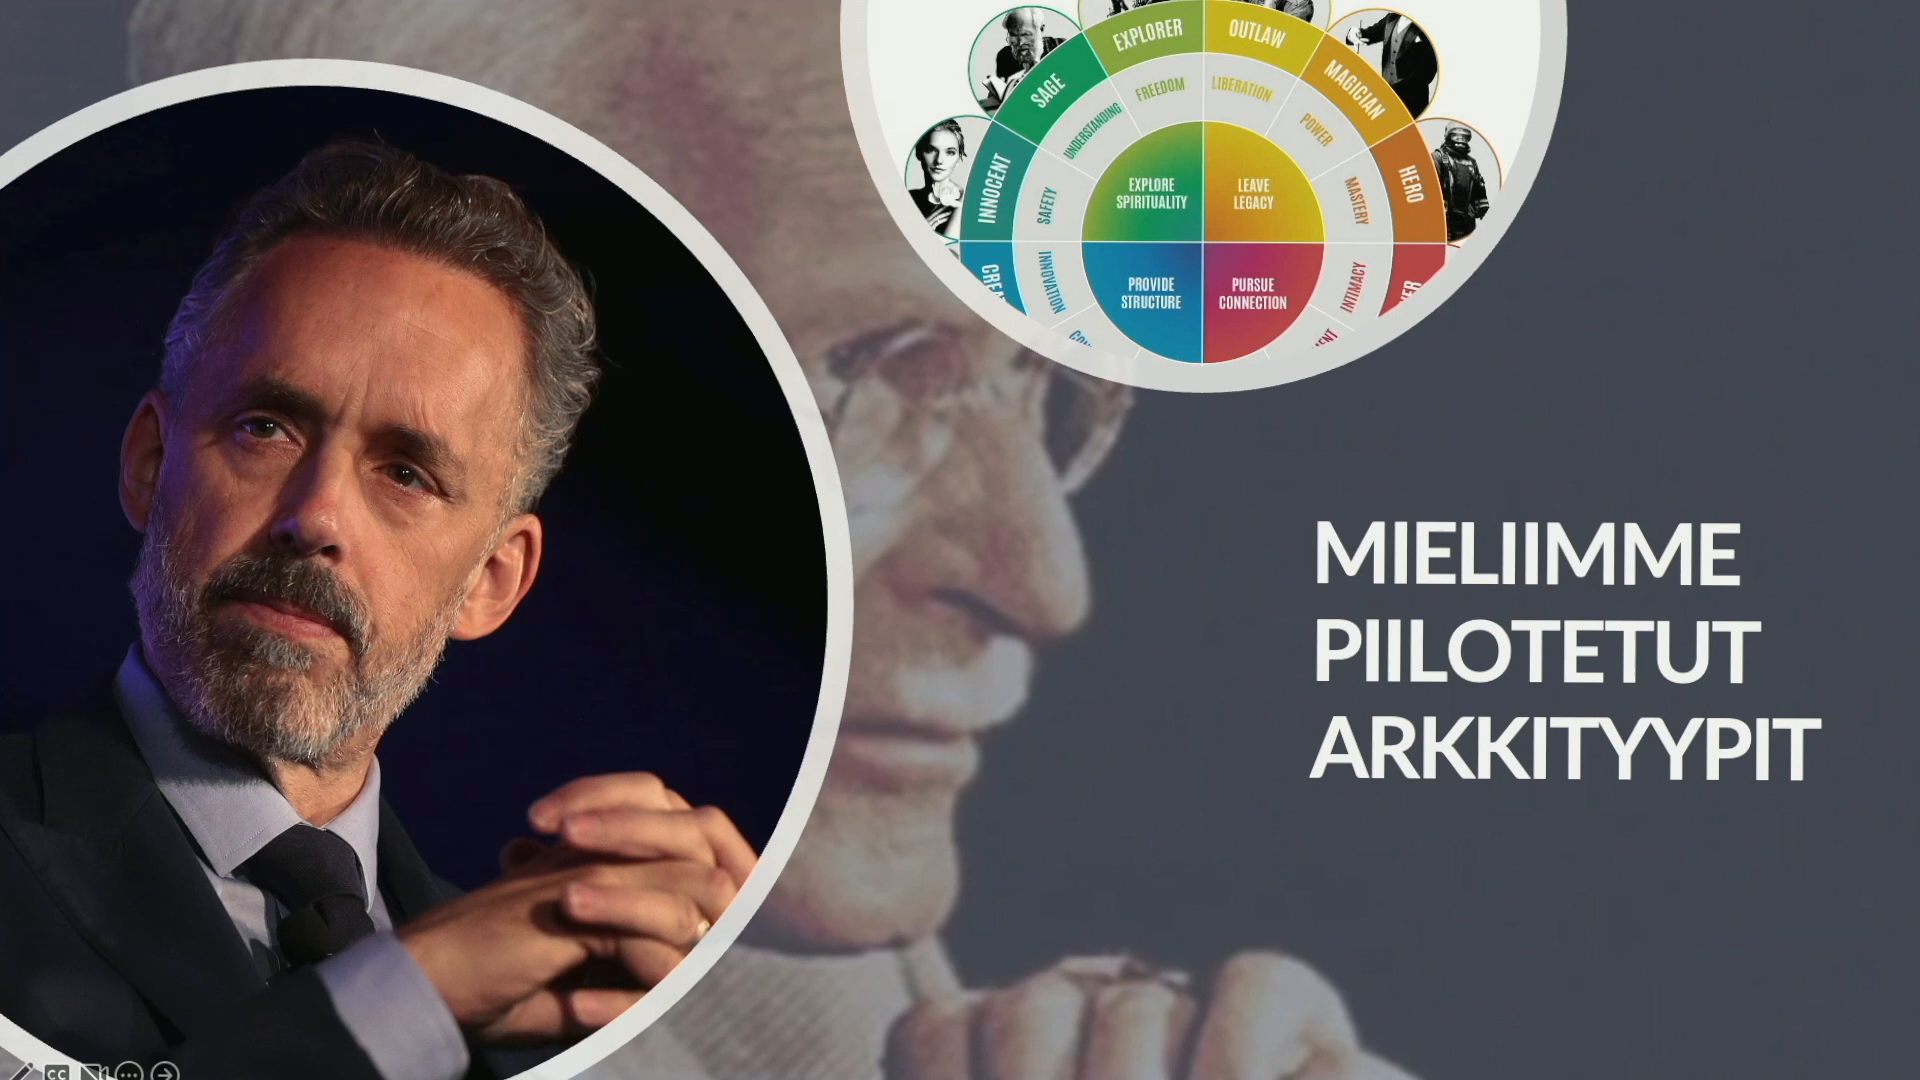 EXPLORER
OUTLAW
SAGE
MAGICIAN
FREEDOM
LIBERATION
UNDERSTANDING
POWER
INNOCENT
HERO
SAFETY
MASTERY
EXPLORE
SPIRITUALITY
LEAVE
LEGACY
INNOVATION
INTIMACY
PROVIDE
STRUCTURE
PURSUE
CONNECTION
MIELIIMME
PIILOTETUT
ARKKITYYPIT
CC